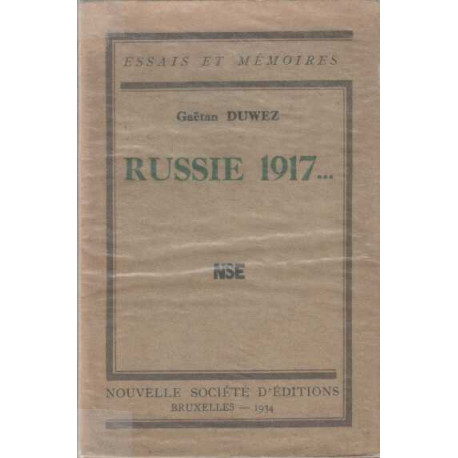 ESSAIS ET MÉMOIRES
Gaëtan DUWEZ
RUSSIE 1917...
NSE
NOUVELLE SOCIÉTÉ D'ÉDITIONS
BRUXELLES — 1934